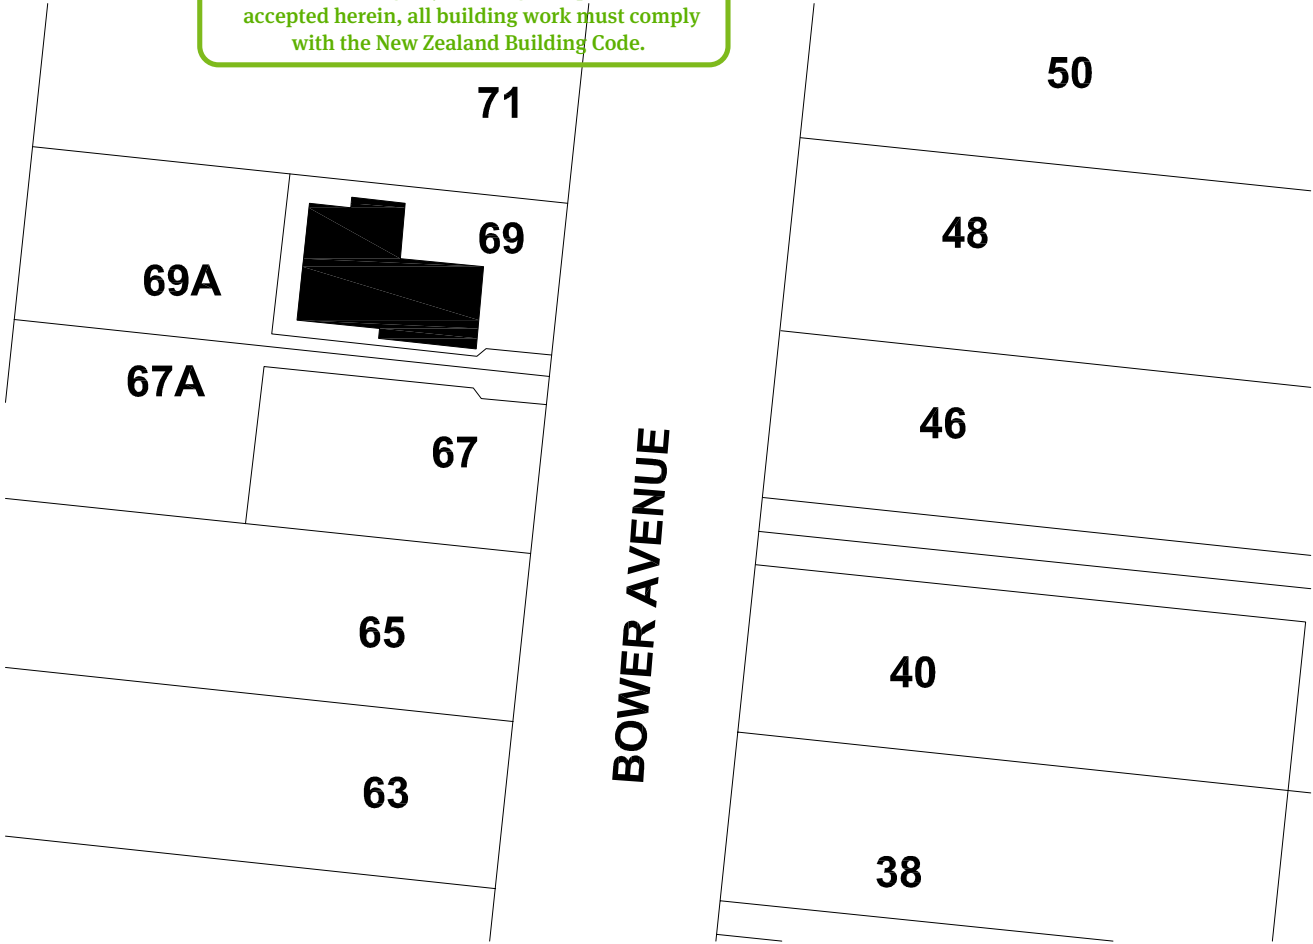 accepted herein, all building work must comply
with the New Zealand Building Code.
71
50
69
48
69A
67A
46
67
BOWER AVENUE
65
40
63
38